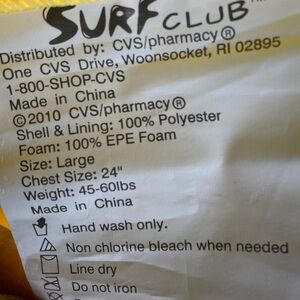 SURF CLUB
Distributed by: CVS/pharmacy®
One CVS Drive, Woonsocket, RI 02895
1-800-SHOP-CVS
Made in China
©2010 CVS/pharmacy®
Shell & Lining: 100% Polyester
Foam: 100% EPE Foam
Size: Large
Chest Size: 24"
Weight: 45-60lbs
Made in China
Hand wash only.
Non chlorine bleach when needed
Line dry
Do not iron